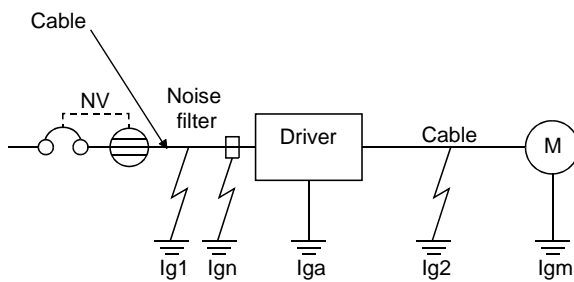 Cable
NV
Noise
filter
Driver
Cable
M
Ig1
Ign
Iga
Ig2
Igm